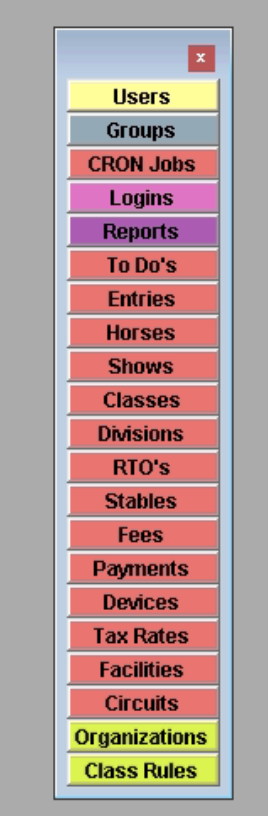 x
Users
Groups
CRON Jobs
Logins
Reports
To Do's
Entries
Horses
Shows
Classes
Divisions
RTO's
Stables
Fees
Payments
Devices
Tax Rates
Facilities
Circuits
Organizations
Class Rules